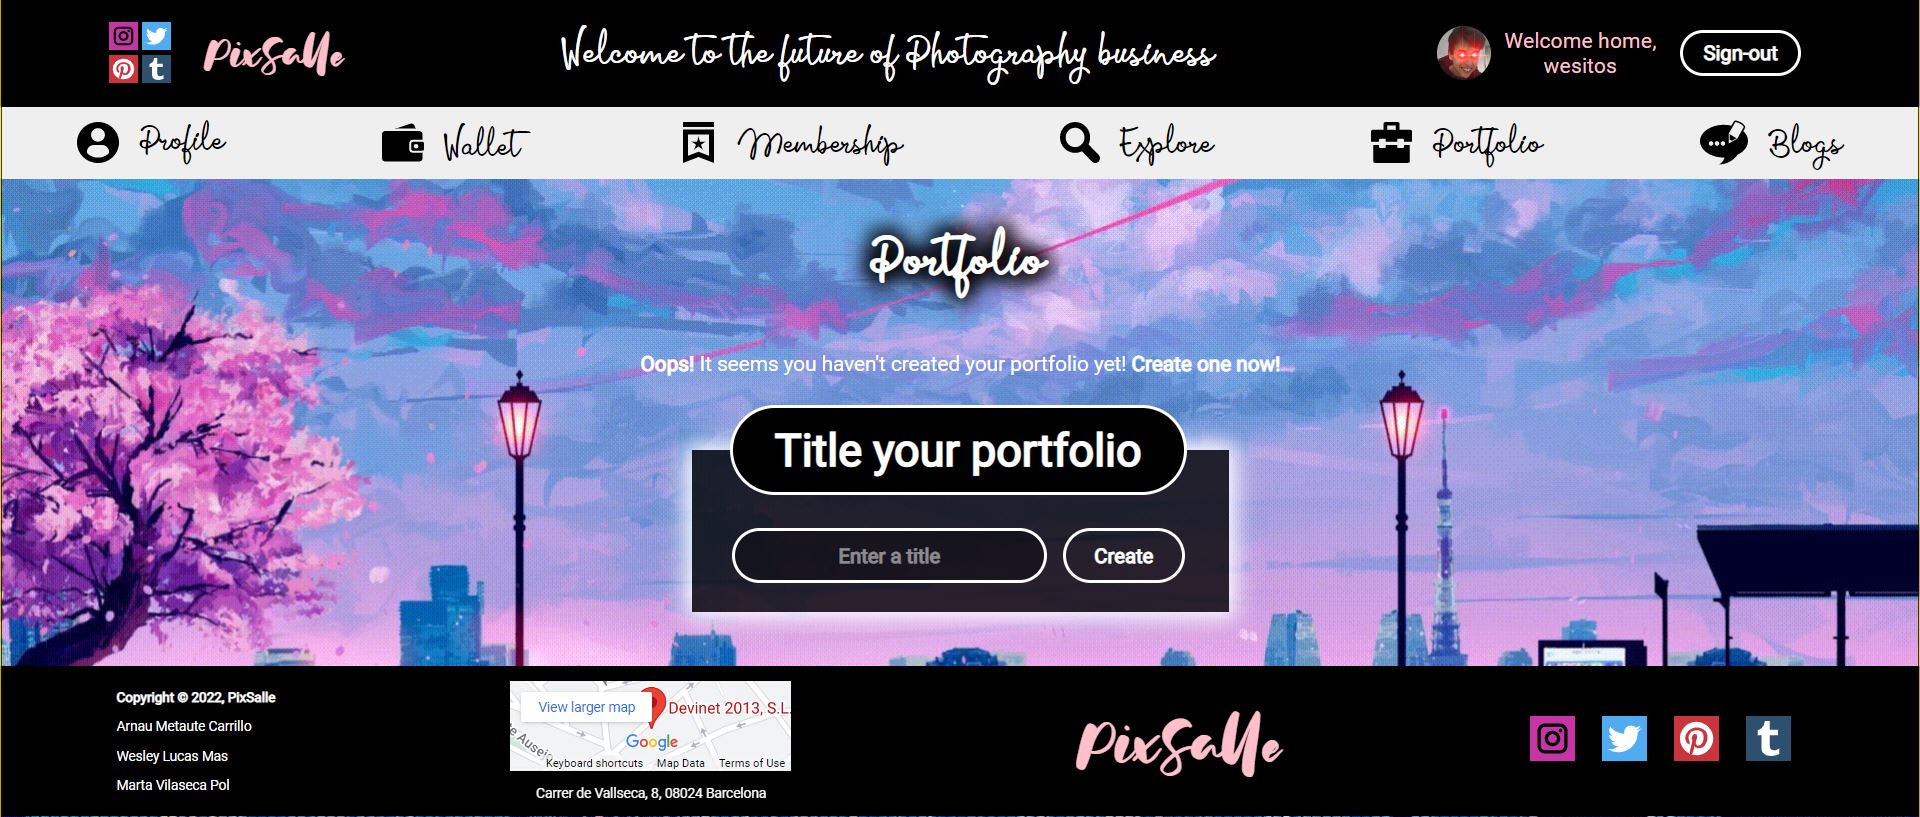 PixSalle
Welcome to the future of Photography business
Welcome home,
wesitos
Sign-out
Profile
Wallet
Membership
Explore
Portfolio
Blogs
Portfolio
Oops! It seems you haven't created your portfolio yet! Create one now!
Title your portfolio
Enter a title
Create
Copyright © 2022, PixSalle
Arnau Metaute Carrillo
Wesley Lucas Mas
Marta Vilaseca Pol
View larger map
Devinet 2013, S.L.
e Ausej
Google
Keyboard shortcuts
Map Data
Terms of Use
Carrer de Vallseca, 8, 08024 Barcelona
PixSalle